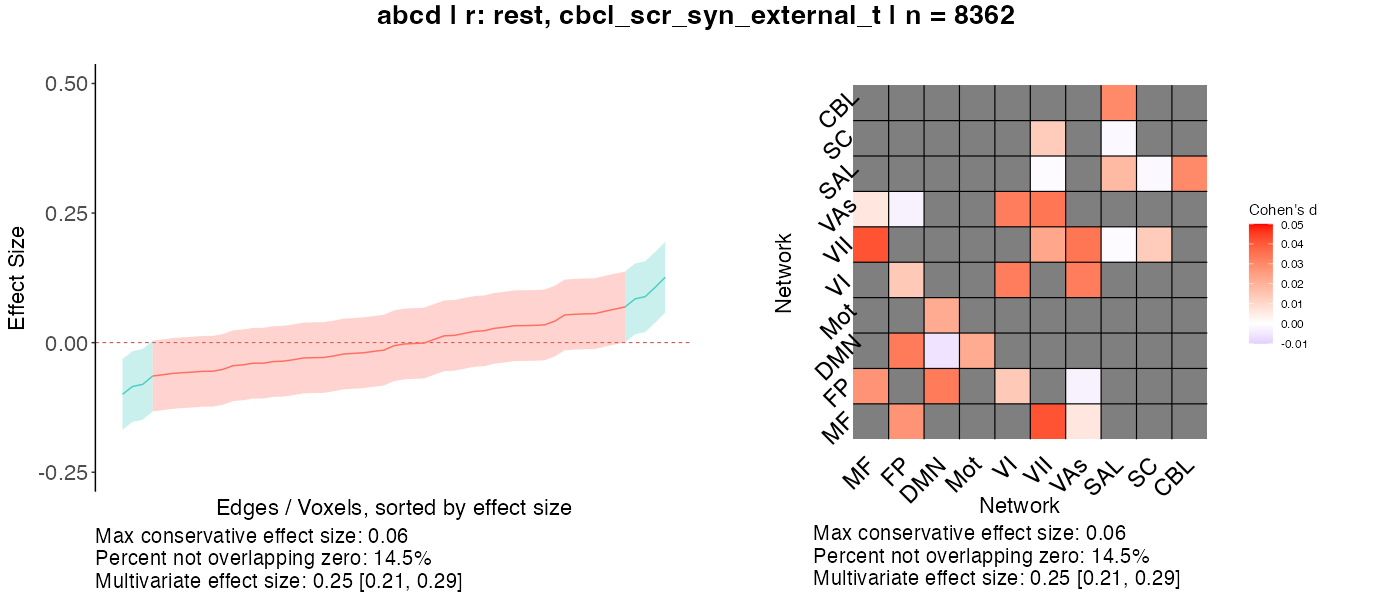 abcd | r: rest, cbcl_scr_syn_external_t | n = 8362
0.50
0.25
0.00
-0.25
Effect Size
Edges / Voxels, sorted by effect size
Max conservative effect size: 0.06
Percent not overlapping zero: 14.5%
Multivariate effect size: 0.25 [0.21, 0.29]
Network
CBL
SC
SAL
VAs
VII
VI
Mot
DMN
FP
MF
MF FP DMN Mot VI VII VAs SAL SC CBL
Network
Max conservative effect size: 0.06
Percent not overlapping zero: 14.5%
Multivariate effect size: 0.25 [0.21, 0.29]
Cohen's d
0.05
0.04
0.03
0.02
0.01
0.00
-0.01